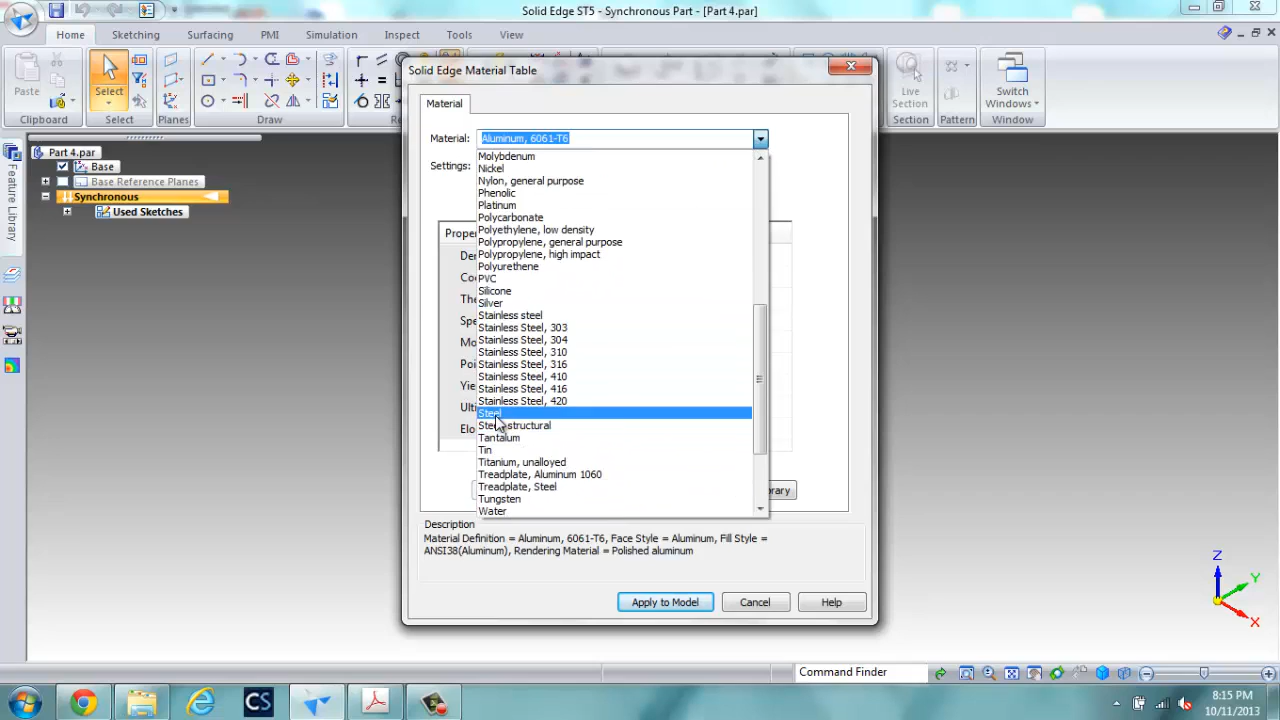 Solid Edge ST5 - Synchronous Part - [Part 4.par]
Home Sketching Surfacing PMI Simulation Inspect Tools View
Paste
Select
Live Section
Switch Windows
Clipboard Select Planes Draw Section Pattern Window
Solid Edge Material Table
Material
Material: Aluminum, 6061-T6
Settings:
Molybdenum
Nickel
Nylon, general purpose
Phenolic
Platinum
Polycarbonate
Polyethylene, low density
Polypropylene, general purpose
Polypropylene, high impact
Polyurethene
PVC
Silicone
Silver
Stainless steel
Stainless Steel, 303
Stainless Steel, 304
Stainless Steel, 310
Stainless Steel, 316
Stainless Steel, 410
Stainless Steel, 416
Stainless Steel, 420
Steel
structural
Tantalum
Tin
Titanium, unalloyed
Treadplate, Aluminum 1060
Treadplate, Steel
Tungsten
Water
Description
Material Definition = Aluminum, 6061-T6, Face Style = Aluminum, Fill Style =
ANSI38(Aluminum), Rendering Material = Polished aluminum
Apply to Model Cancel Help
Part 4.par
Base
Base Reference Planes
Synchronous
Used Sketches
Feature Library
Z
Y
X
Command Finder
CS
8:15 PM
10/11/2013